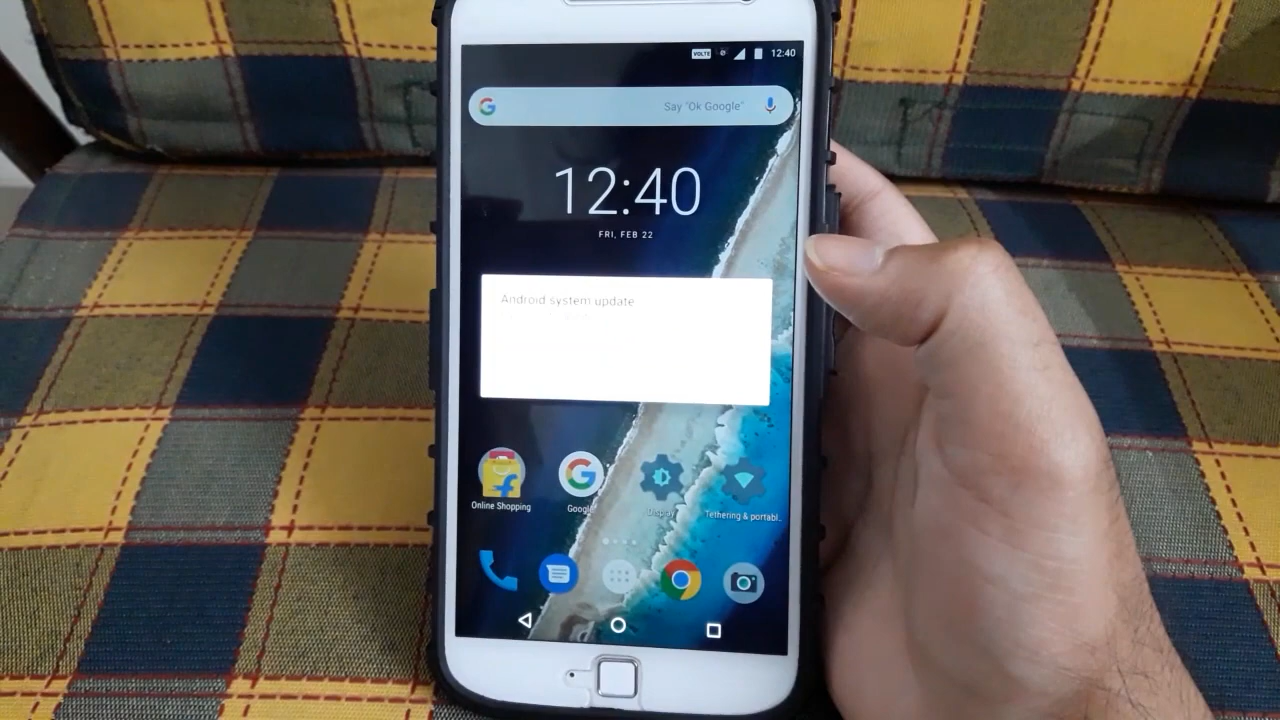 VOLTE 12:40
Say "Ok Google"
12:40
FRI, FEB 22
Android system update
Online Shopping
Google
Display
Tethering & portabl..